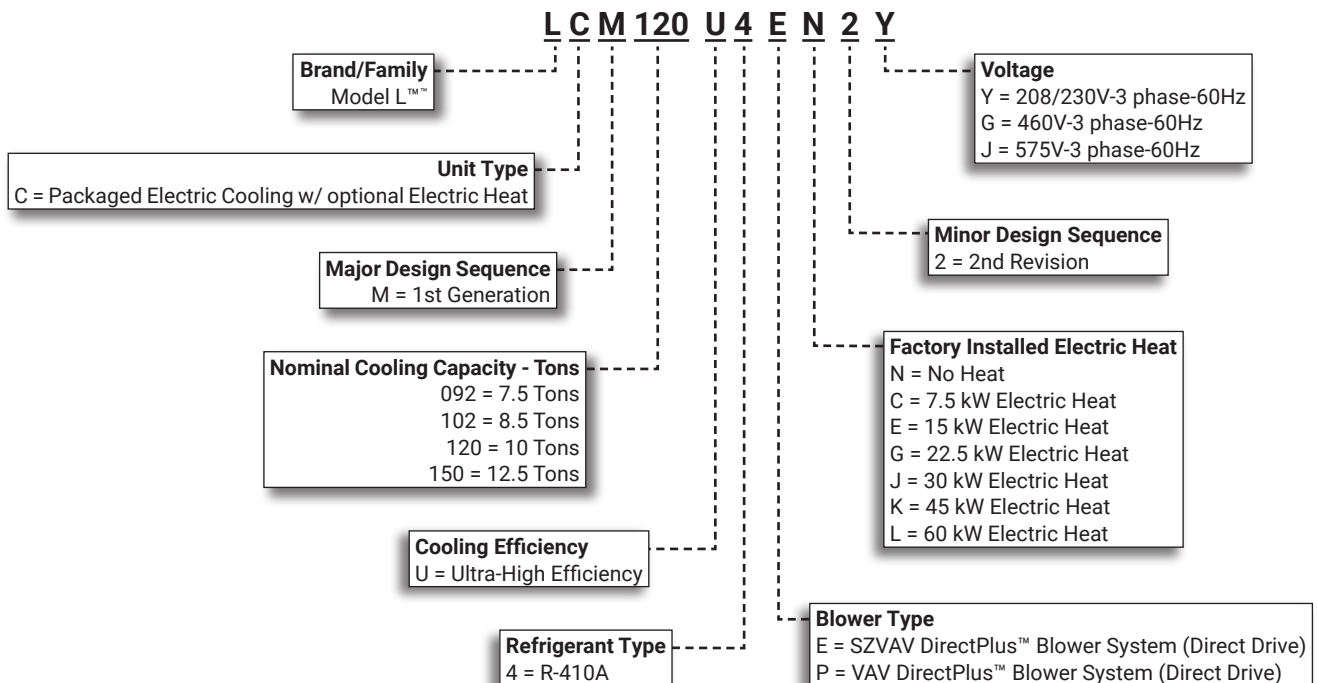 L C M 120 U 4 E N 2 Y
Brand/Family
Model L™™
Unit Type
C = Packaged Electric Cooling w/ optional Electric Heat
Major Design Sequence
M = 1st Generation
Nominal Cooling Capacity - Tons
092 = 7.5 Tons
102 = 8.5 Tons
120 = 10 Tons
150 = 12.5 Tons
Cooling Efficiency
U = Ultra-High Efficiency
Refrigerant Type
4 = R-410A
Voltage
Y = 208/230V-3 phase-60Hz
G = 460V-3 phase-60Hz
J = 575V-3 phase-60Hz
Minor Design Sequence
2 = 2nd Revision
Factory Installed Electric Heat
N = No Heat
C = 7.5 kW Electric Heat
E = 15 kW Electric Heat
G = 22.5 kW Electric Heat
J = 30 kW Electric Heat
K = 45 kW Electric Heat
L = 60 kW Electric Heat
Blower Type
E = SZVAV DirectPlus™ Blower System (Direct Drive)
P = VAV DirectPlus™ Blower System (Direct Drive)